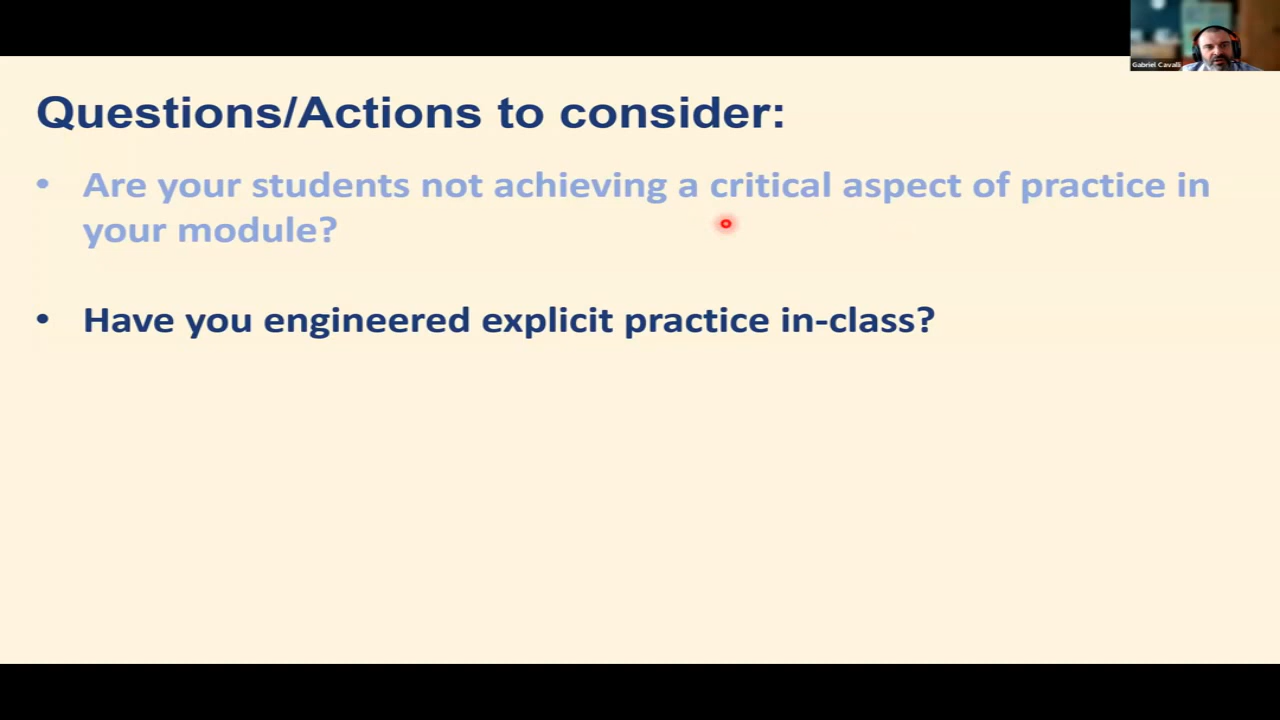 Gabriel Cavalli
Questions/Actions to consider:
• Are your students not achieving a critical aspect of practice in
your module?
• Have you engineered explicit practice in-class?